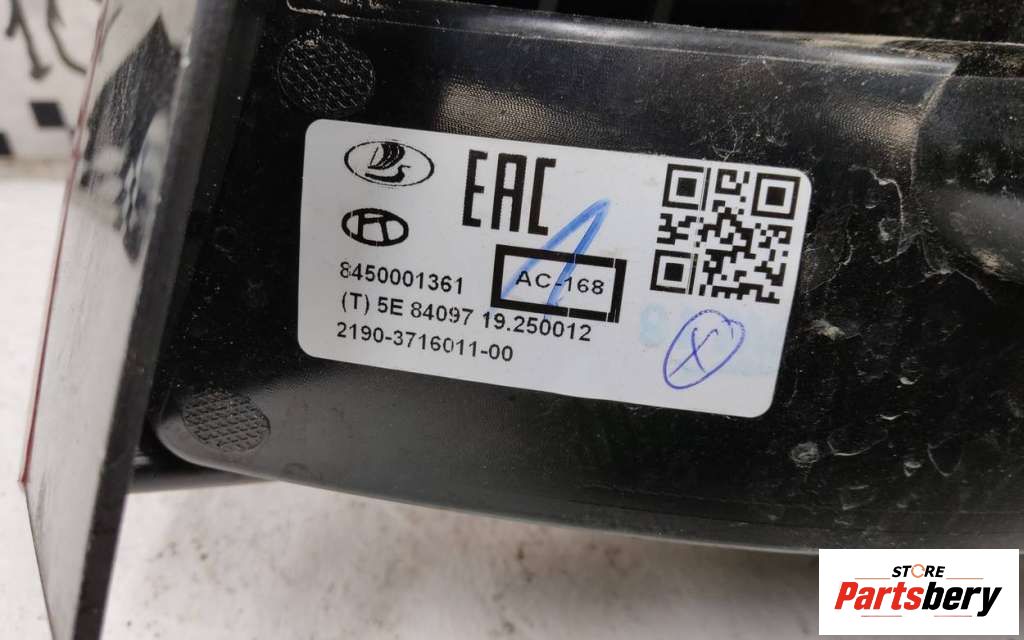 EAC
8450001361
AC-168
(T) 5E 84097 19.250012
2190-3716011-00
X
STORE
Partsbery